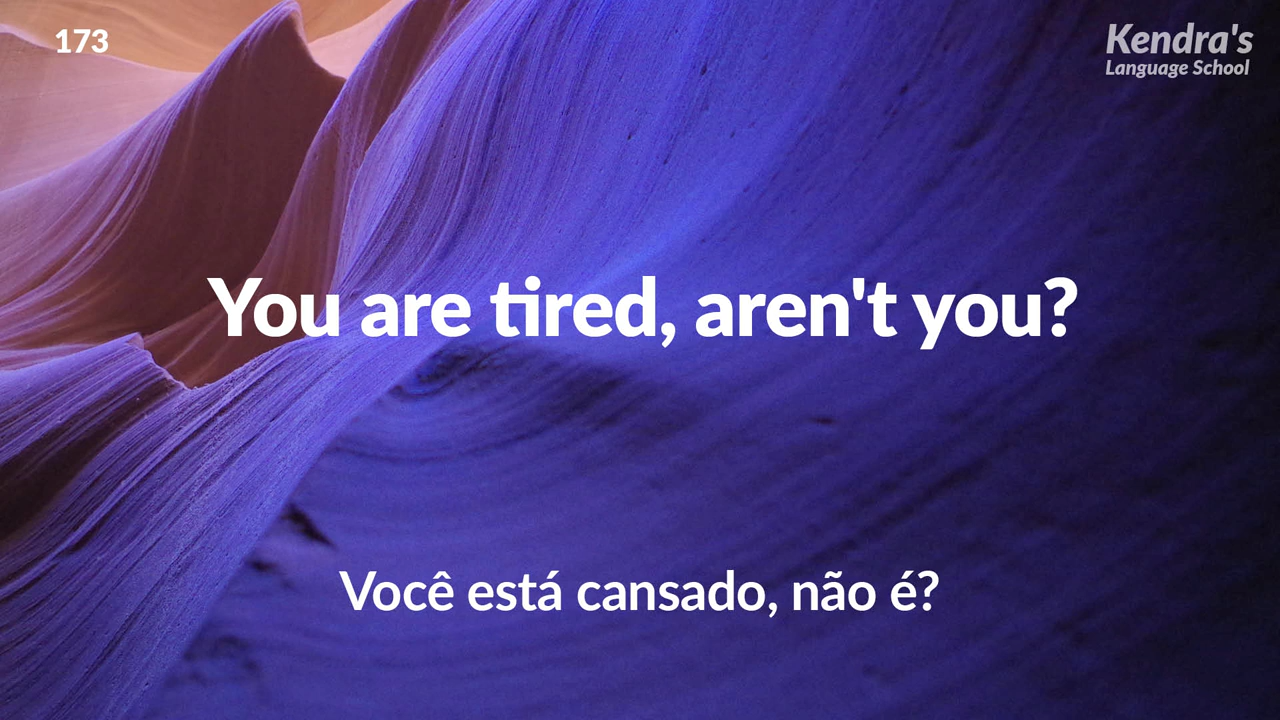 173
Kendra's
Language School
You are tired, aren't you?
Você está cansado, não é?